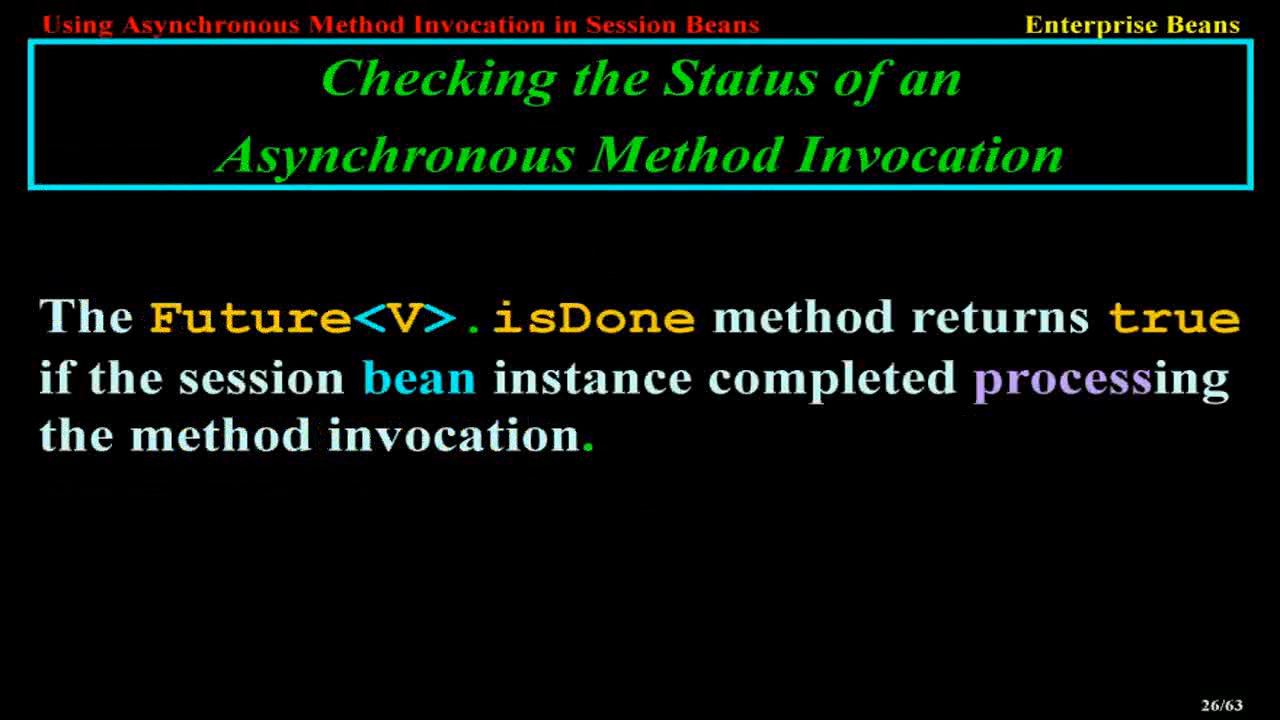 Using Asynchronous Method Invocation in Session Beans
Enterprise Beans
Checking the Status of an
Asynchronous Method Invocation
The Future<V>.isDone method returns true
if the session bean instance completed processing
the method invocation.
26/63